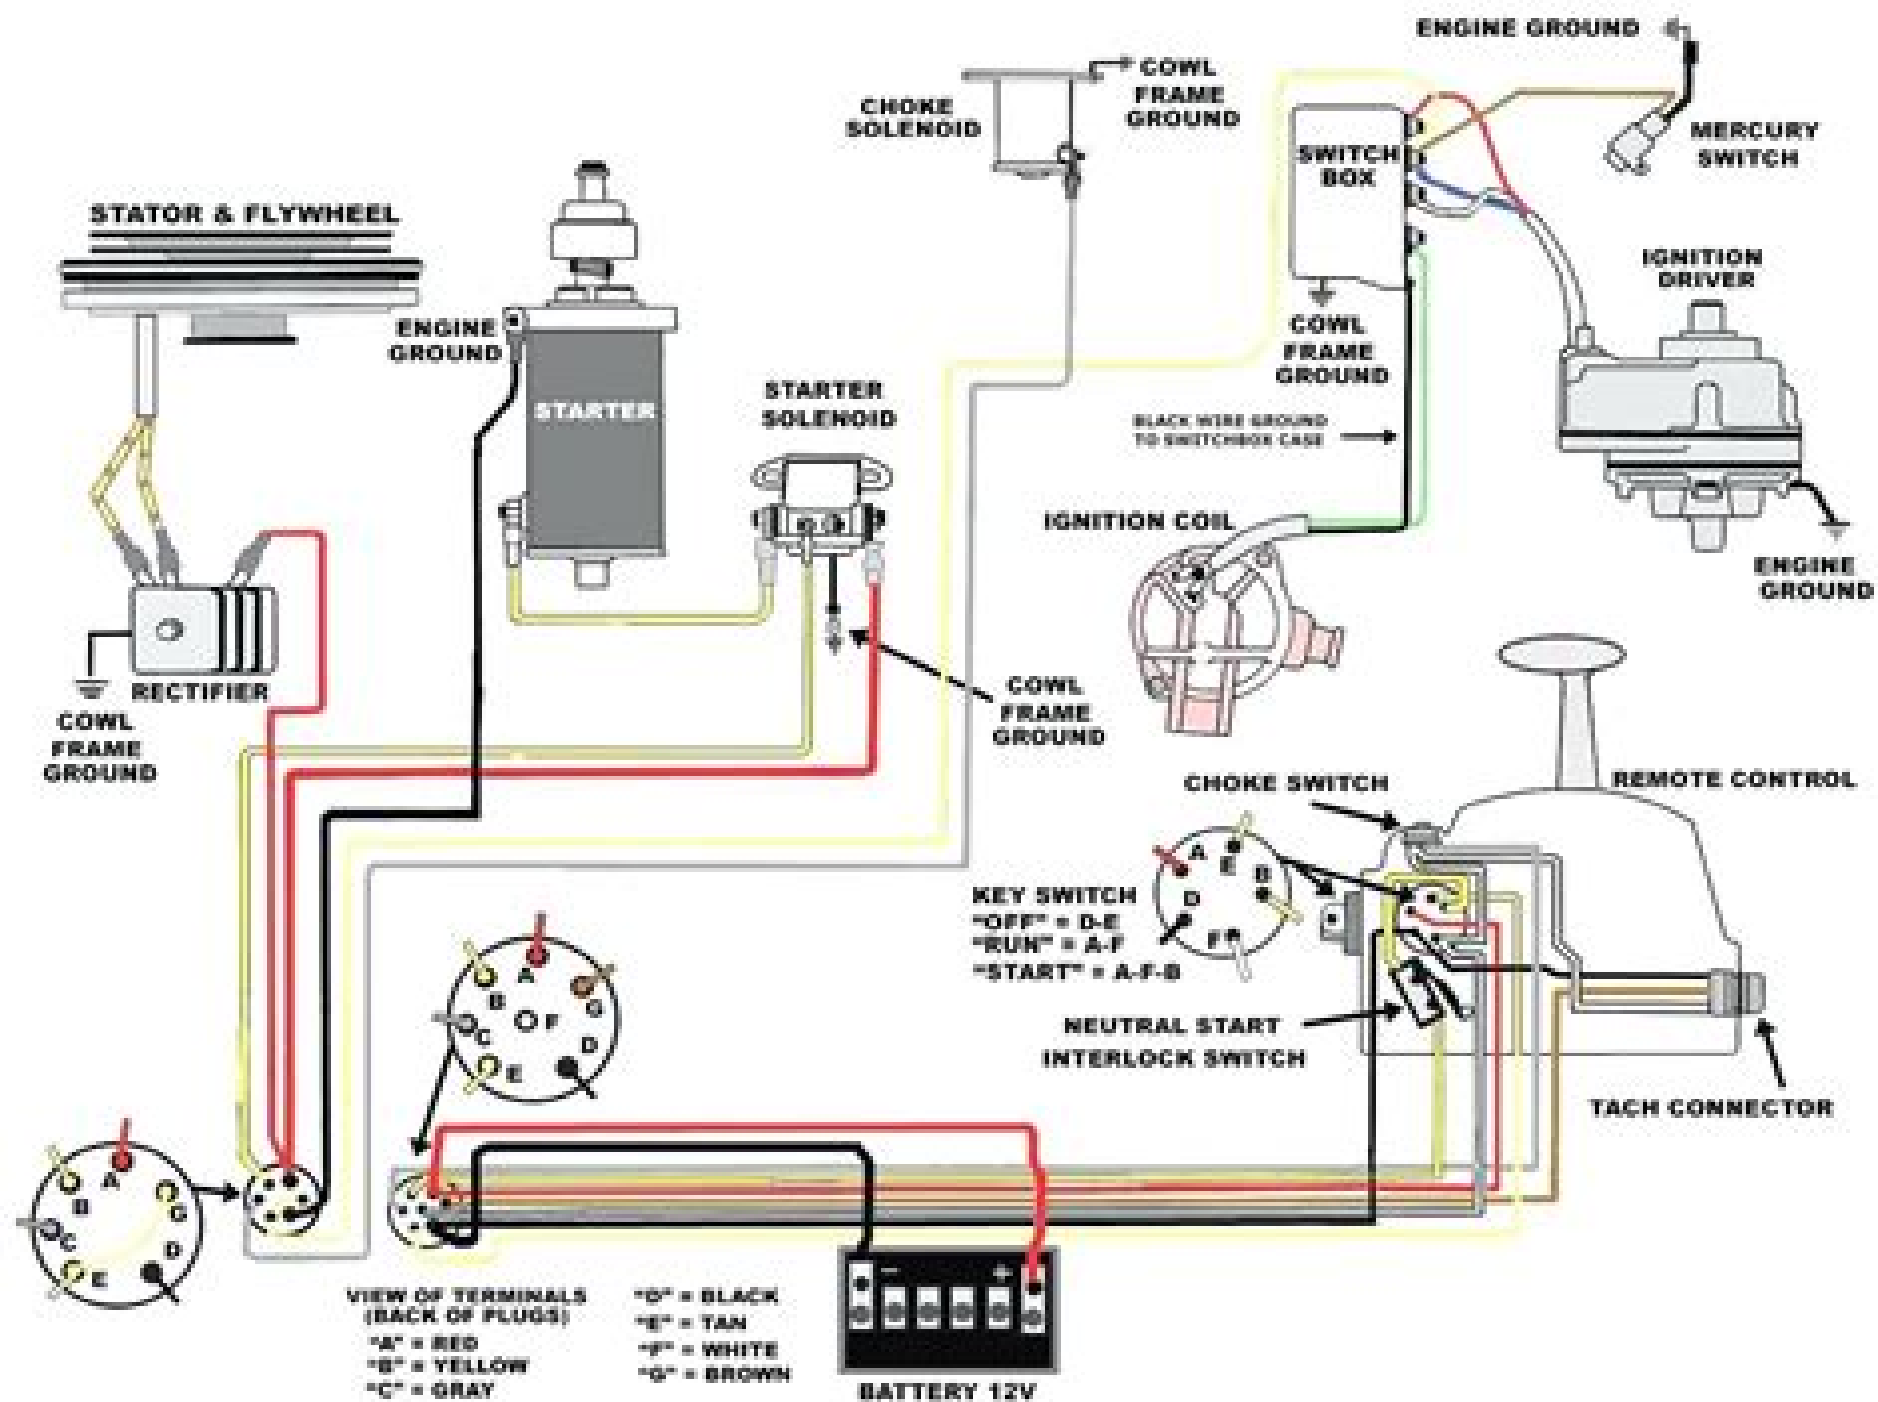 ENGINE GROUND
COWL
FRAME
GROUND
CHOKE
SOLENOID
MERCURY
SWITCH
SWITCH
BOX
STATOR & FLYWHEEL
IGNITION
DRIVER
ENGINE
GROUND
COWL
FRAME
GROUND
STARTER
STARTER
SOLENOID
BLACK WIRE GROUND
TO SWITCHBOX CASE
IGNITION COIL
ENGINE
GROUND
RECTIFIER
COWL
FRAME
GROUND
COWL
FRAME
GROUND
CHOKE SWITCH
REMOTE CONTROL
A
E
B
D
F
KEY SWITCH
"OFF" = D-E
"RUN" = A-F
"START" = A-F-B
A
B
G
C
F
D
E
NEUTRAL START
INTERLOCK SWITCH
TACH CONNECTOR
A
B
G
C
D
E
VIEW OF TERMINALS
(BACK OF PLUGS)
"A" = RED
"B" = YELLOW
"C" = GRAY
"D" = BLACK
"E" = TAN
"F" = WHITE
"G" = BROWN
- +
BATTERY 12V